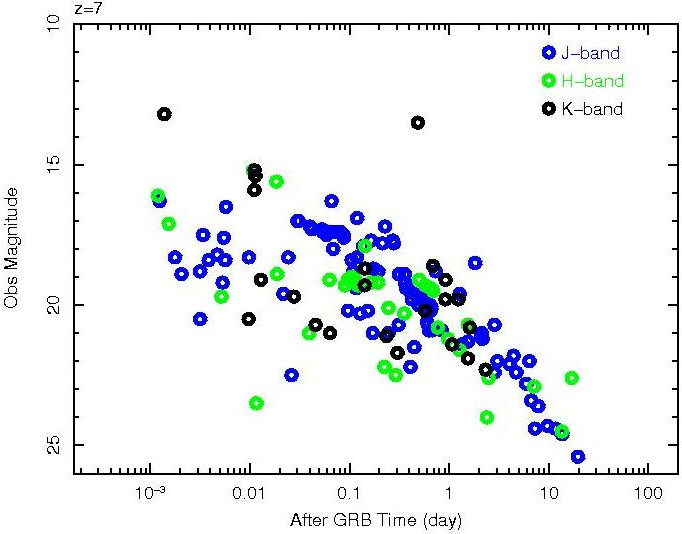 z=7
10
15
20
25
Obs Magnitude
J-band
H-band
K-band
10⁻³ 0.01 0.1 1 10 100
After GRB Time (day)